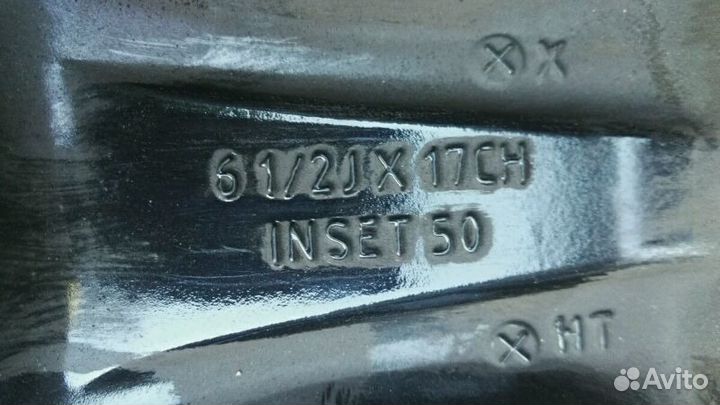 X
6 1/2J X 17CH
INSET 50
HT
Avito